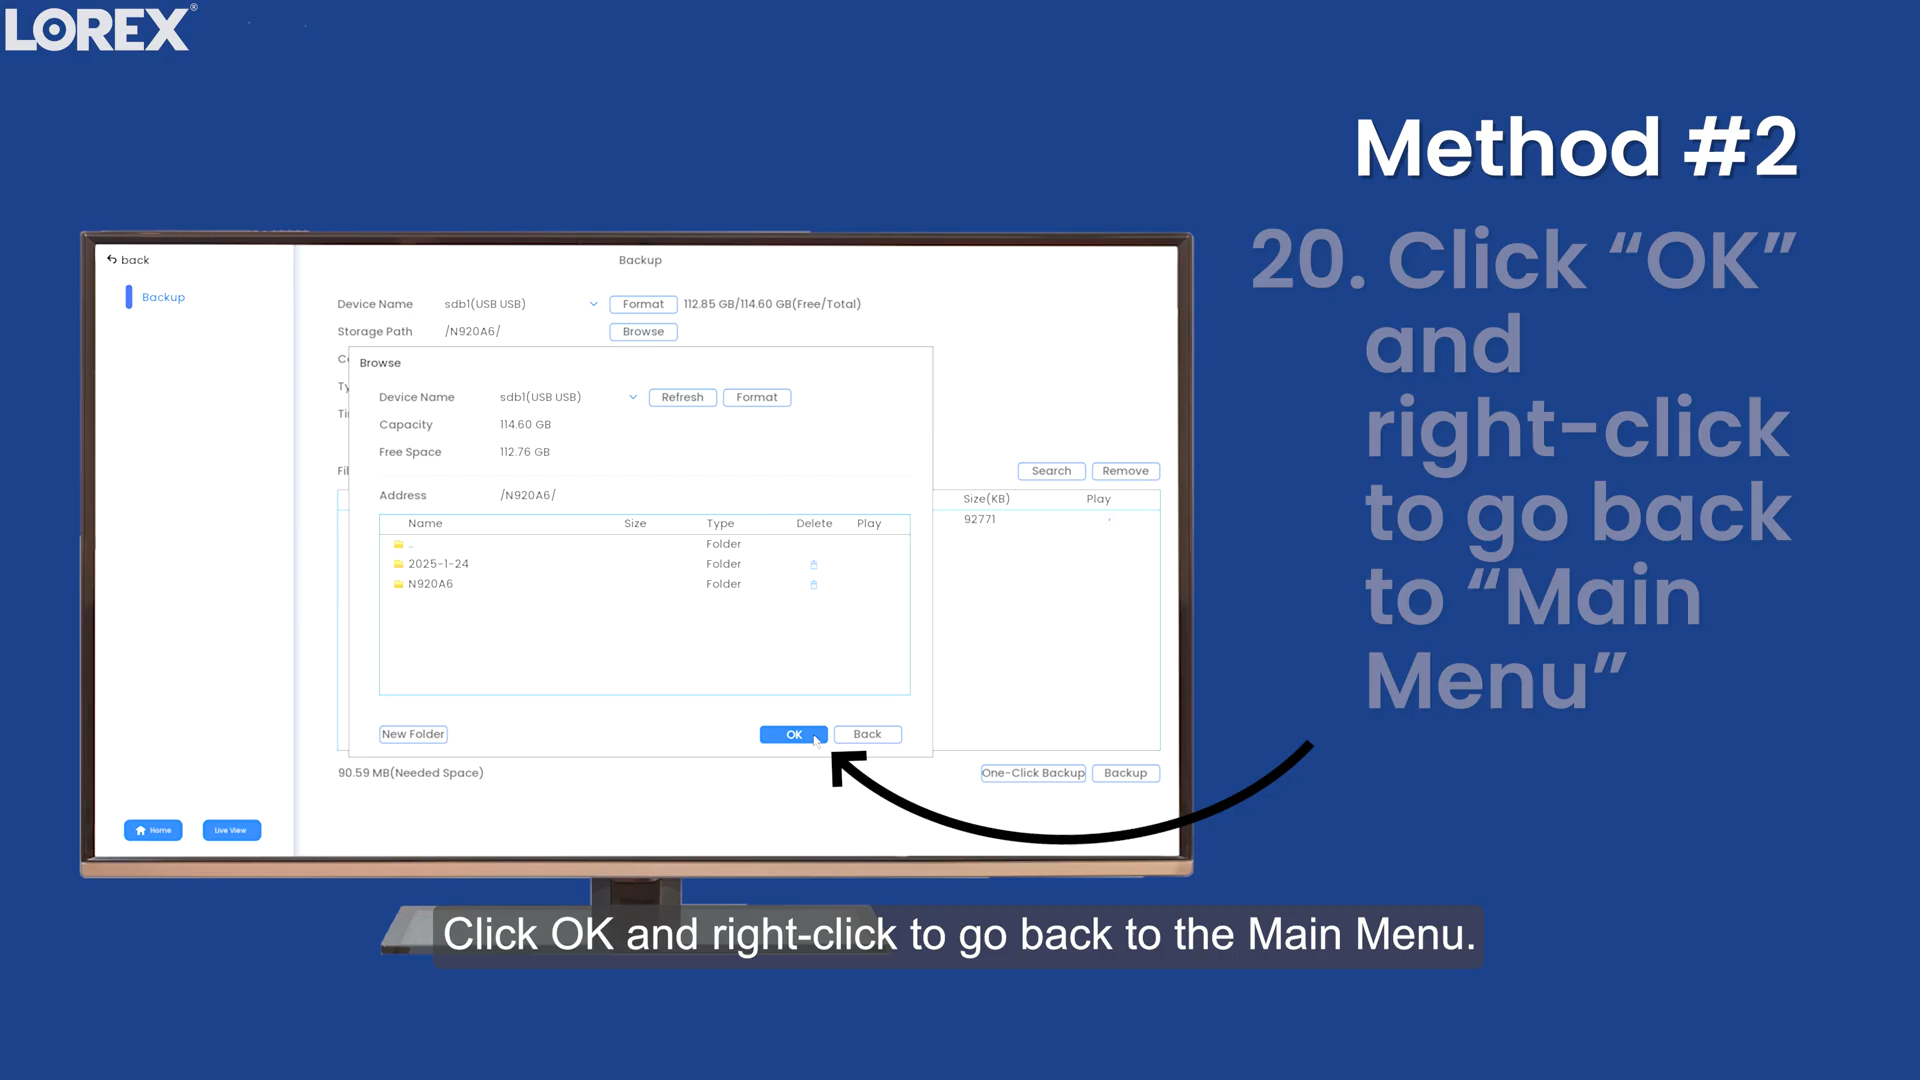 LOREX®
Method #2
20. Click “OK”
and
right-click
to go back
to “Main
Menu”
back
Backup
Backup
Device Name sdb1(USB USB) Format 112.85 GB/114.60 GB(Free/Total)
Storage Path /N920A6/ Browse
Browse
Device Name sdb1(USB USB) Refresh Format
Capacity 114.60 GB
Free Space 112.76 GB
Search Remove
Address /N920A6/
Size(KB) Play
92771
Name Size Type Delete Play
.. Folder
2025-1-24 Folder
N920A6 Folder
New Folder OK Back
90.59 MB(Needed Space) One-Click Backup Backup
Home Live View
Click OK and right-click to go back to the Main Menu.